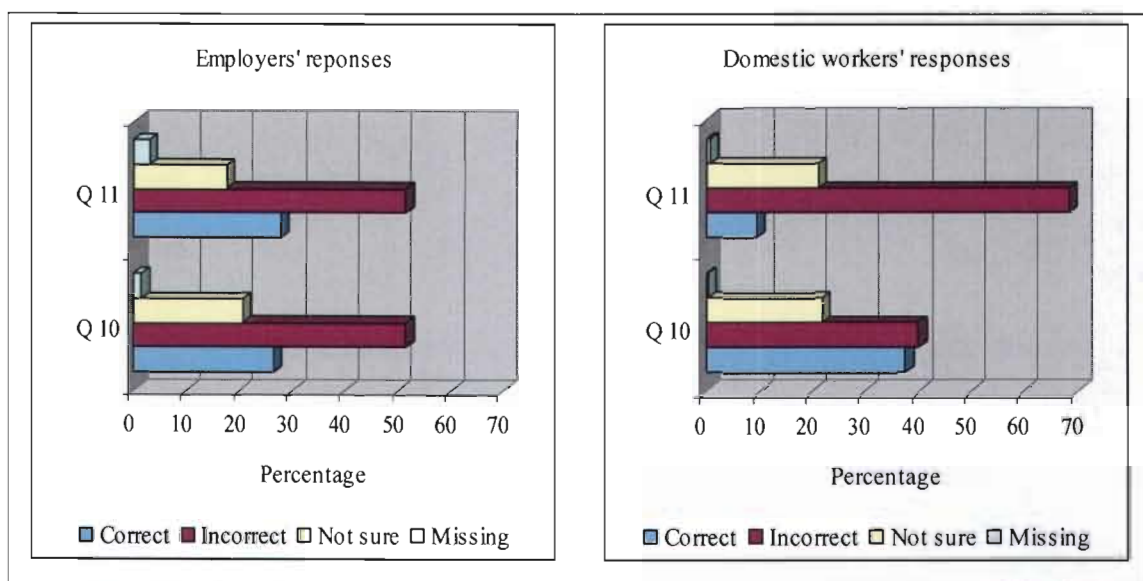 Employers' reponses
Q 11
Q 10
0 10 20 30 40 50 60 70
Percentage
Correct Incorrect Not sure Missing
Domestic workers' responses
Q 11
Q 10
0 10 20 30 40 50 60 70
Percentage
Correct Incorrect Not sure Missing